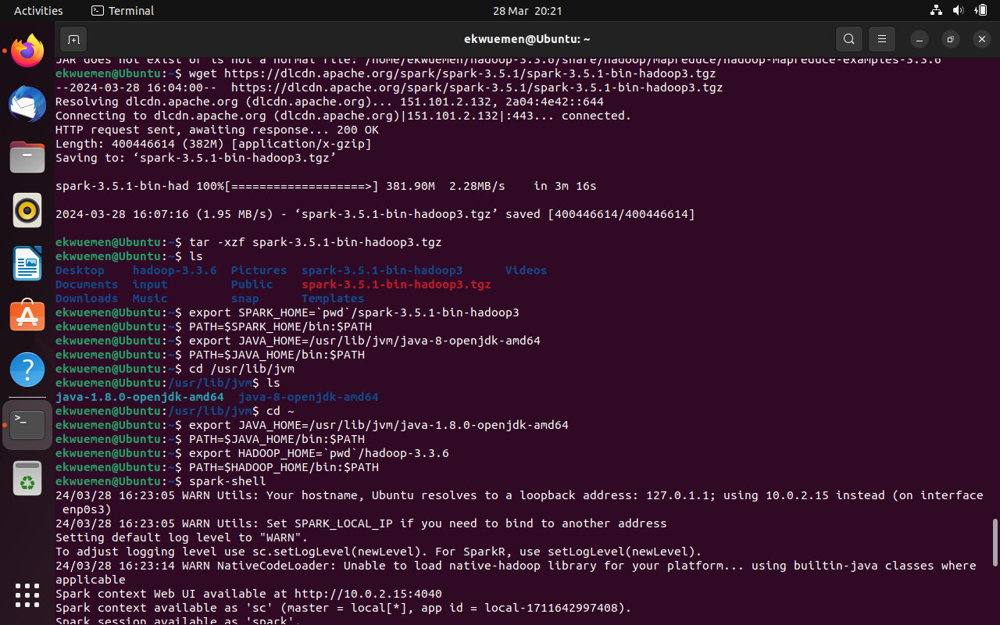 Activities
Terminal
28 Mar 20:21
ekwuemen@Ubuntu: ~
JAR does not exist or is not a normal file: /home/ekwuemen/hadoop-3.3.6/share/hadoop/mapreduce/hadoop-mapreduce-examples-3.3.6
ekwuemen@Ubuntu:~$ wget https://dlcdn.apache.org/spark/spark-3.5.1/spark-3.5.1-bin-hadoop3.tgz
--2024-03-28 16:04:00--  https://dlcdn.apache.org/spark/spark-3.5.1/spark-3.5.1-bin-hadoop3.tgz
Resolving dlcdn.apache.org (dlcdn.apache.org)... 151.101.2.132, 2a04:4e42::644
Connecting to dlcdn.apache.org (dlcdn.apache.org)|151.101.2.132|:443... connected.
HTTP request sent, awaiting response... 200 OK
Length: 400446614 (382M) [application/x-gzip]
Saving to: ‘spark-3.5.1-bin-hadoop3.tgz’
spark-3.5.1-bin-had 100%[===================>] 381.90M  2.28MB/s    in 3m 16s
2024-03-28 16:07:16 (1.95 MB/s) - ‘spark-3.5.1-bin-hadoop3.tgz’ saved [400446614/400446614]
ekwuemen@Ubuntu:~$ tar -xzf spark-3.5.1-bin-hadoop3.tgz
ekwuemen@Ubuntu:~$ ls
Desktop    hadoop-3.3.6  Pictures  spark-3.5.1-bin-hadoop3      Videos
Documents  input         Public    spark-3.5.1-bin-hadoop3.tgz
Downloads  Music         snap      Templates
ekwuemen@Ubuntu:~$ export SPARK_HOME=`pwd`/spark-3.5.1-bin-hadoop3
ekwuemen@Ubuntu:~$ PATH=$SPARK_HOME/bin:$PATH
ekwuemen@Ubuntu:~$ export JAVA_HOME=/usr/lib/jvm/java-8-openjdk-amd64
ekwuemen@Ubuntu:~$ PATH=$JAVA_HOME/bin:$PATH
ekwuemen@Ubuntu:~$ cd /usr/lib/jvm
ekwuemen@Ubuntu:/usr/lib/jvm$ ls
java-1.8.0-openjdk-amd64  java-8-openjdk-amd64
ekwuemen@Ubuntu:/usr/lib/jvm$ cd ~
ekwuemen@Ubuntu:~$ export JAVA_HOME=/usr/lib/jvm/java-1.8.0-openjdk-amd64
ekwuemen@Ubuntu:~$ PATH=$JAVA_HOME/bin:$PATH
ekwuemen@Ubuntu:~$ export HADOOP_HOME=`pwd`/hadoop-3.3.6
ekwuemen@Ubuntu:~$ PATH=$HADOOP_HOME/bin:$PATH
ekwuemen@Ubuntu:~$ spark-shell
24/03/28 16:23:05 WARN Utils: Your hostname, Ubuntu resolves to a loopback address: 127.0.1.1; using 10.0.2.15 instead (on interface
enp0s3)
24/03/28 16:23:05 WARN Utils: Set SPARK_LOCAL_IP if you need to bind to another address
Setting default log level to "WARN".
To adjust logging level use sc.setLogLevel(newLevel). For SparkR, use setLogLevel(newLevel).
24/03/28 16:23:14 WARN NativeCodeLoader: Unable to load native-hadoop library for your platform... using builtin-java classes where
applicable
Spark context Web UI available at http://10.0.2.15:4040
Spark context available as 'sc' (master = local[*], app id = local-1711642997408).
Spark session available as 'spark'.